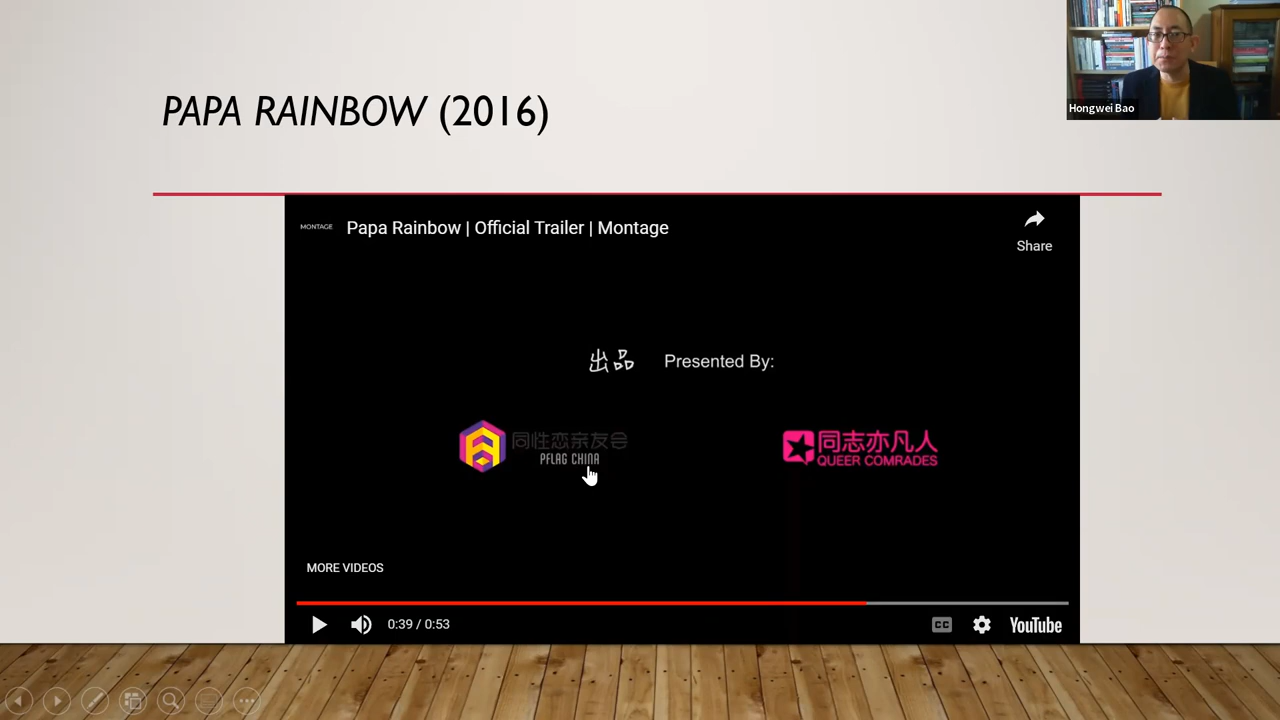 PAPA RAINBOW (2016)
Hongwei Bao
MONTAGE
Papa Rainbow | Official Trailer | Montage
Share
出品 Presented By:
同性恋亲友会
PFLAG CHINA
同志亦凡人
QUEER COMRADES
MORE VIDEOS
0:39 / 0:53
CC
YouTube